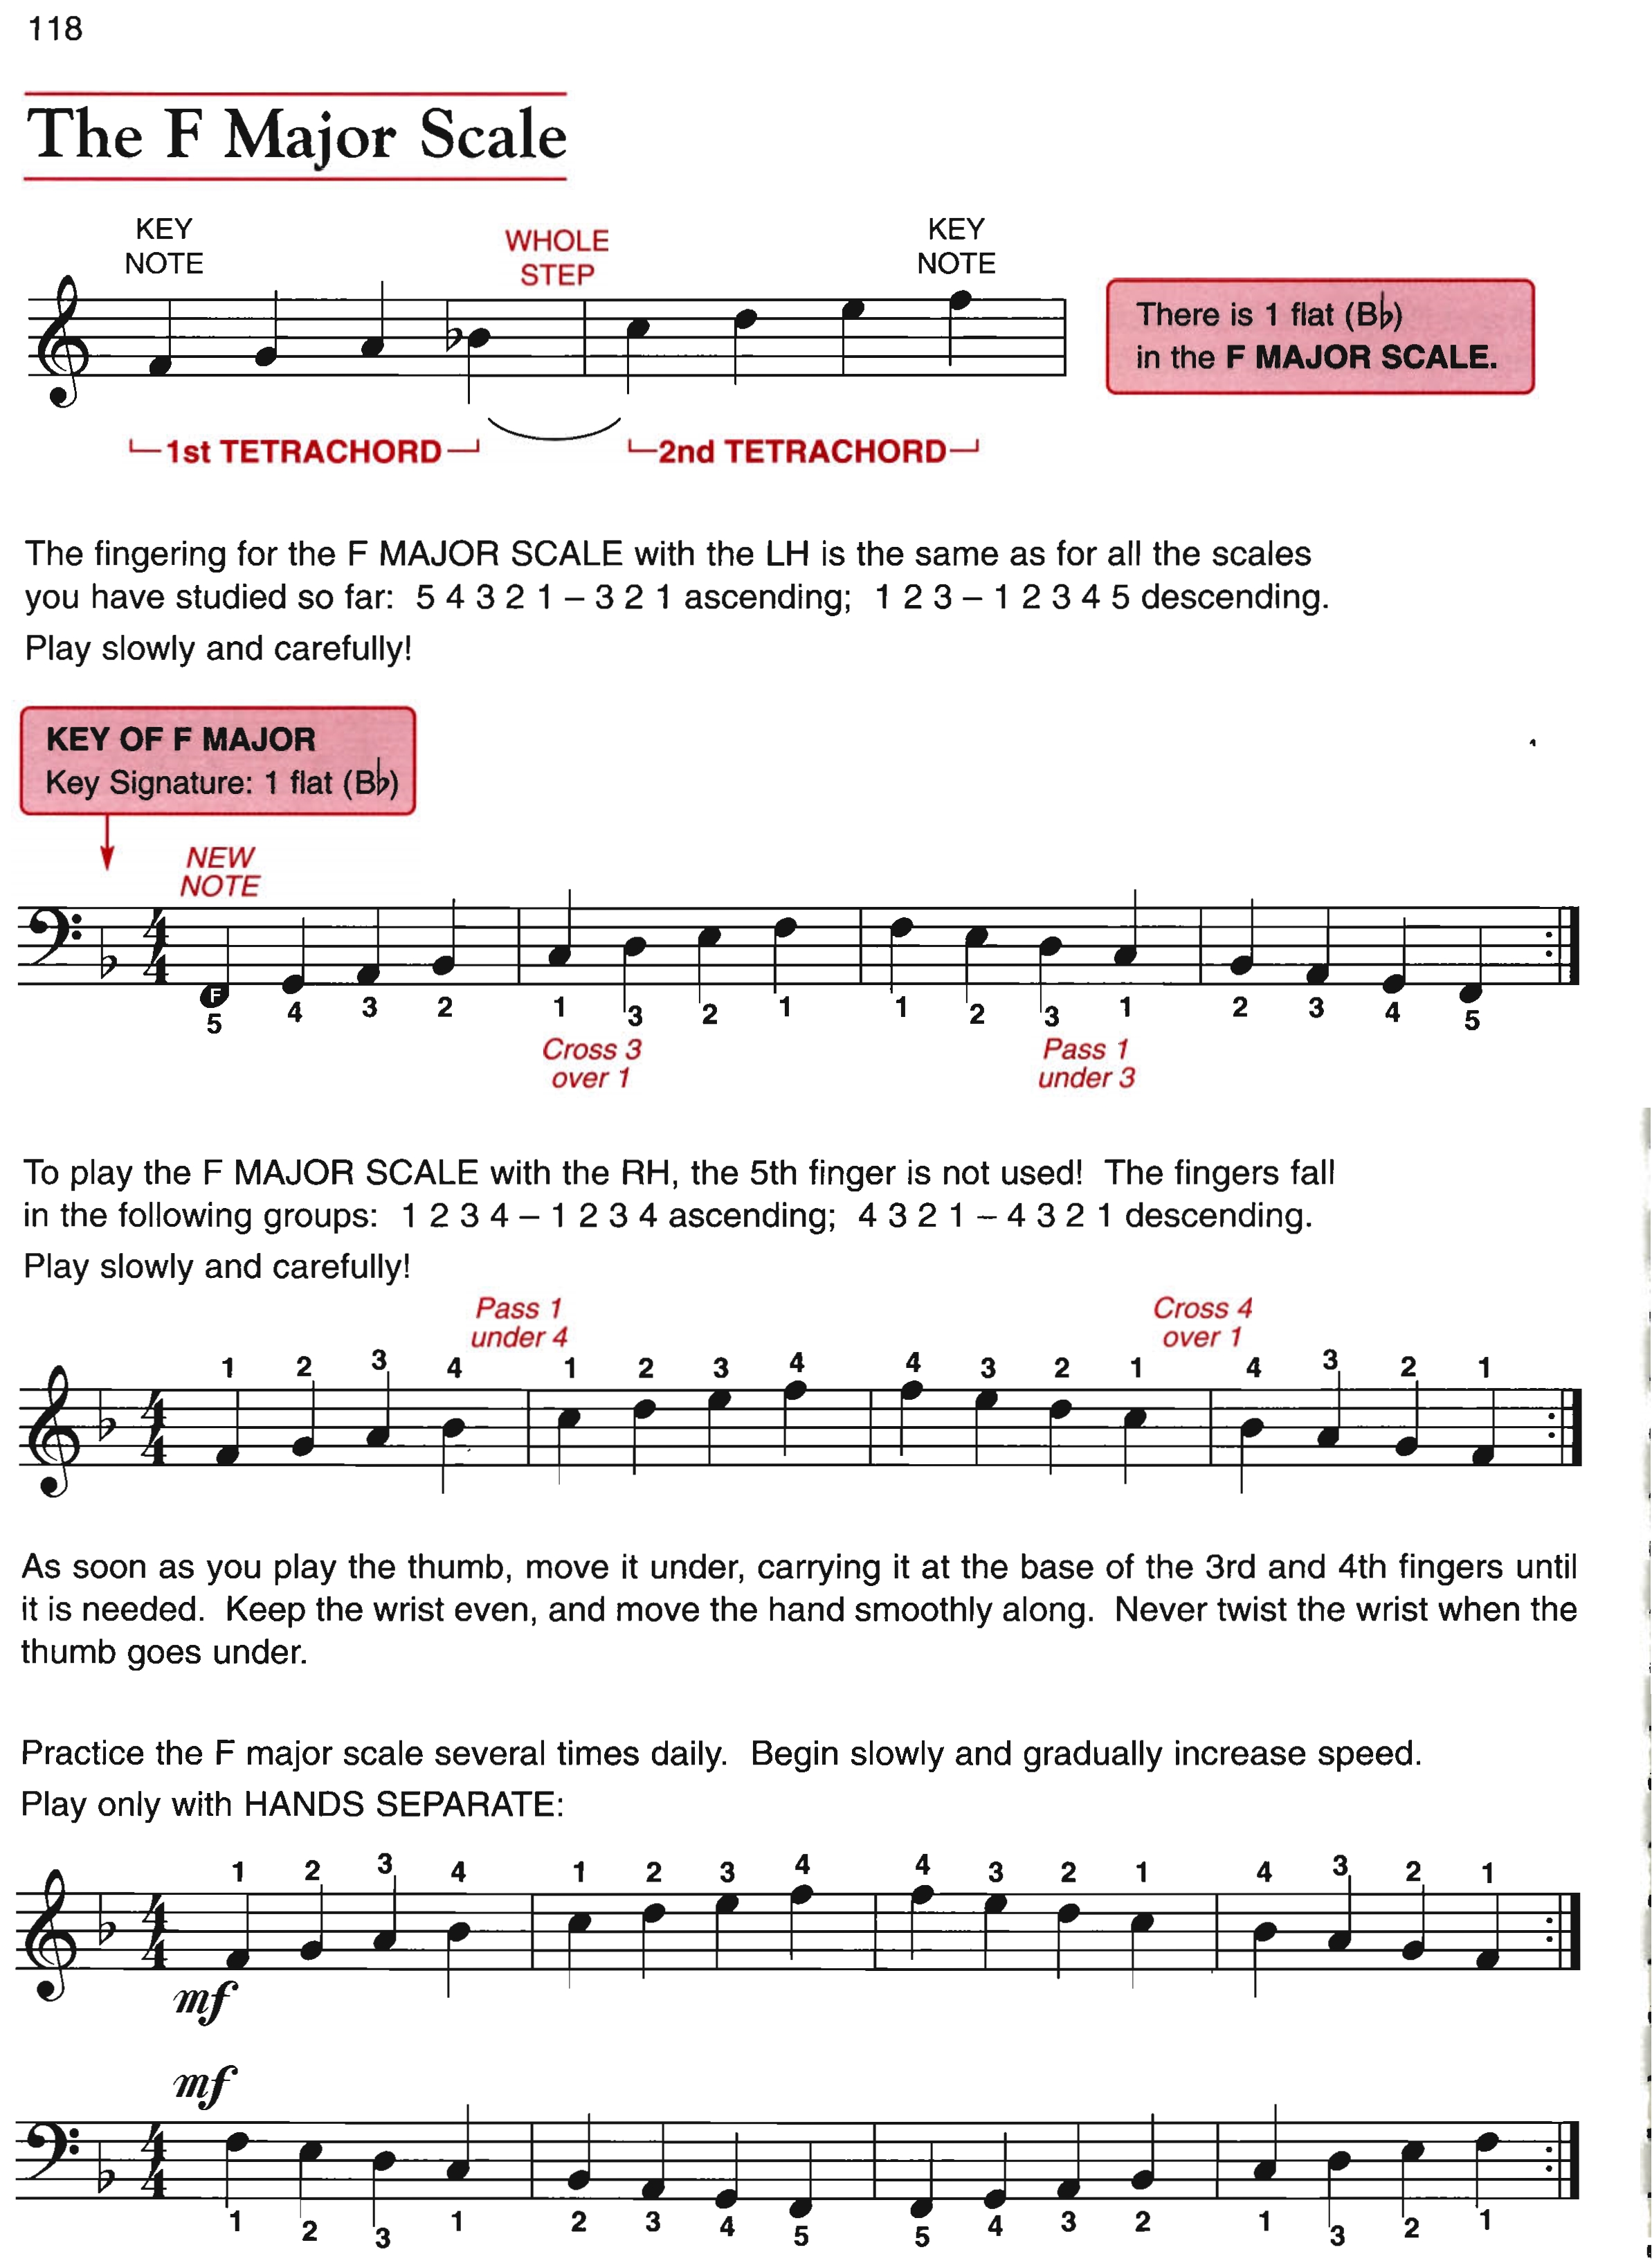 118
The F Major Scale
KEY NOTE
WHOLE STEP
KEY NOTE
There is 1 flat (B♭)
in the F MAJOR SCALE.
1st TETRACHORD
2nd TETRACHORD
The fingering for the F MAJOR SCALE with the LH is the same as for all the scales
you have studied so far: 5 4 3 2 1 – 3 2 1 ascending; 1 2 3 – 1 2 3 4 5 descending.
Play slowly and carefully!
KEY OF F MAJOR
Key Signature: 1 flat (B♭)
NEW
NOTE
4 4
F
5 4 3 2 1 3 2 1 1 2 3 1 2 3 4 5
Cross 3
over 1
Pass 1
under 3
To play the F MAJOR SCALE with the RH, the 5th finger is not used! The fingers fall
in the following groups: 1 2 3 4 – 1 2 3 4 ascending; 4 3 2 1 – 4 3 2 1 descending.
Play slowly and carefully!
Pass 1
under 4
Cross 4
over 1
1 2 3 4 1 2 3 4 4 3 2 1 4 3 2 1
4 4
As soon as you play the thumb, move it under, carrying it at the base of the 3rd and 4th fingers until
it is needed. Keep the wrist even, and move the hand smoothly along. Never twist the wrist when the
thumb goes under.
Practice the F major scale several times daily. Begin slowly and gradually increase speed.
Play only with HANDS SEPARATE:
1 2 3 4 1 2 3 4 4 3 2 1 4 3 2 1
4 4
mf
mf
4 4
1 2 3 1 2 3 4 5 5 4 3 2 1 3 2 1